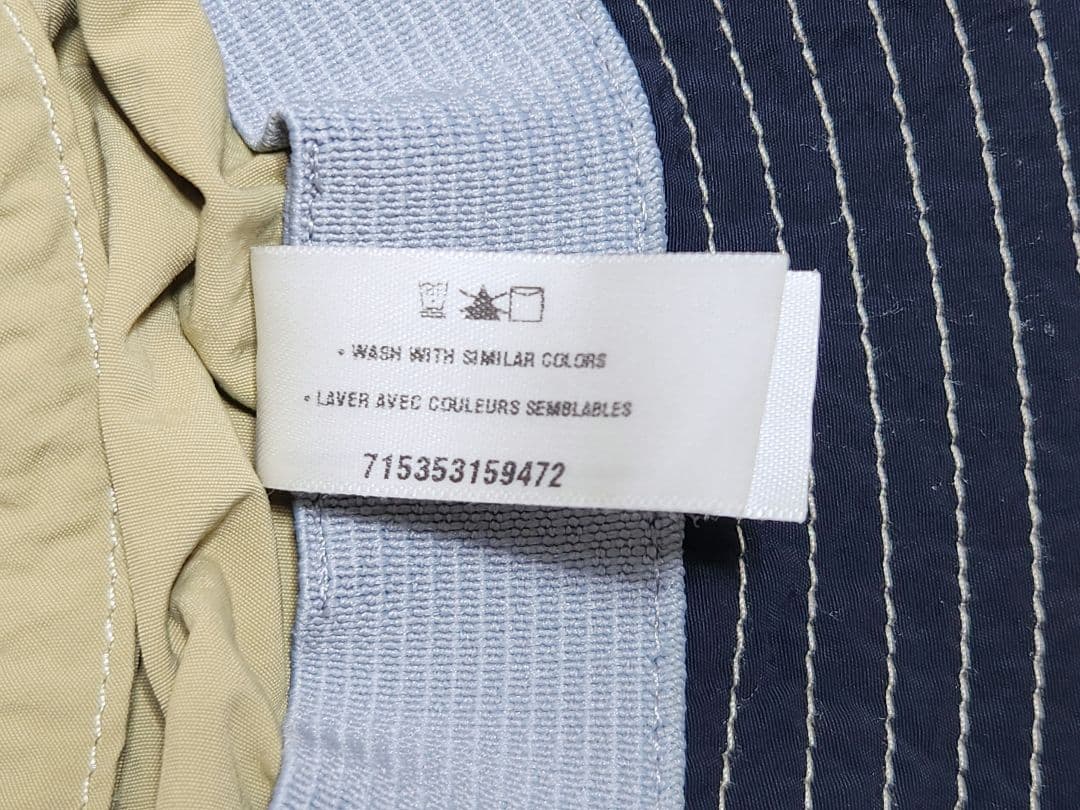 • WASH WITH SIMILAR COLORS
• LAVER AVEC COULEURS SEMBLABLES
715353159472